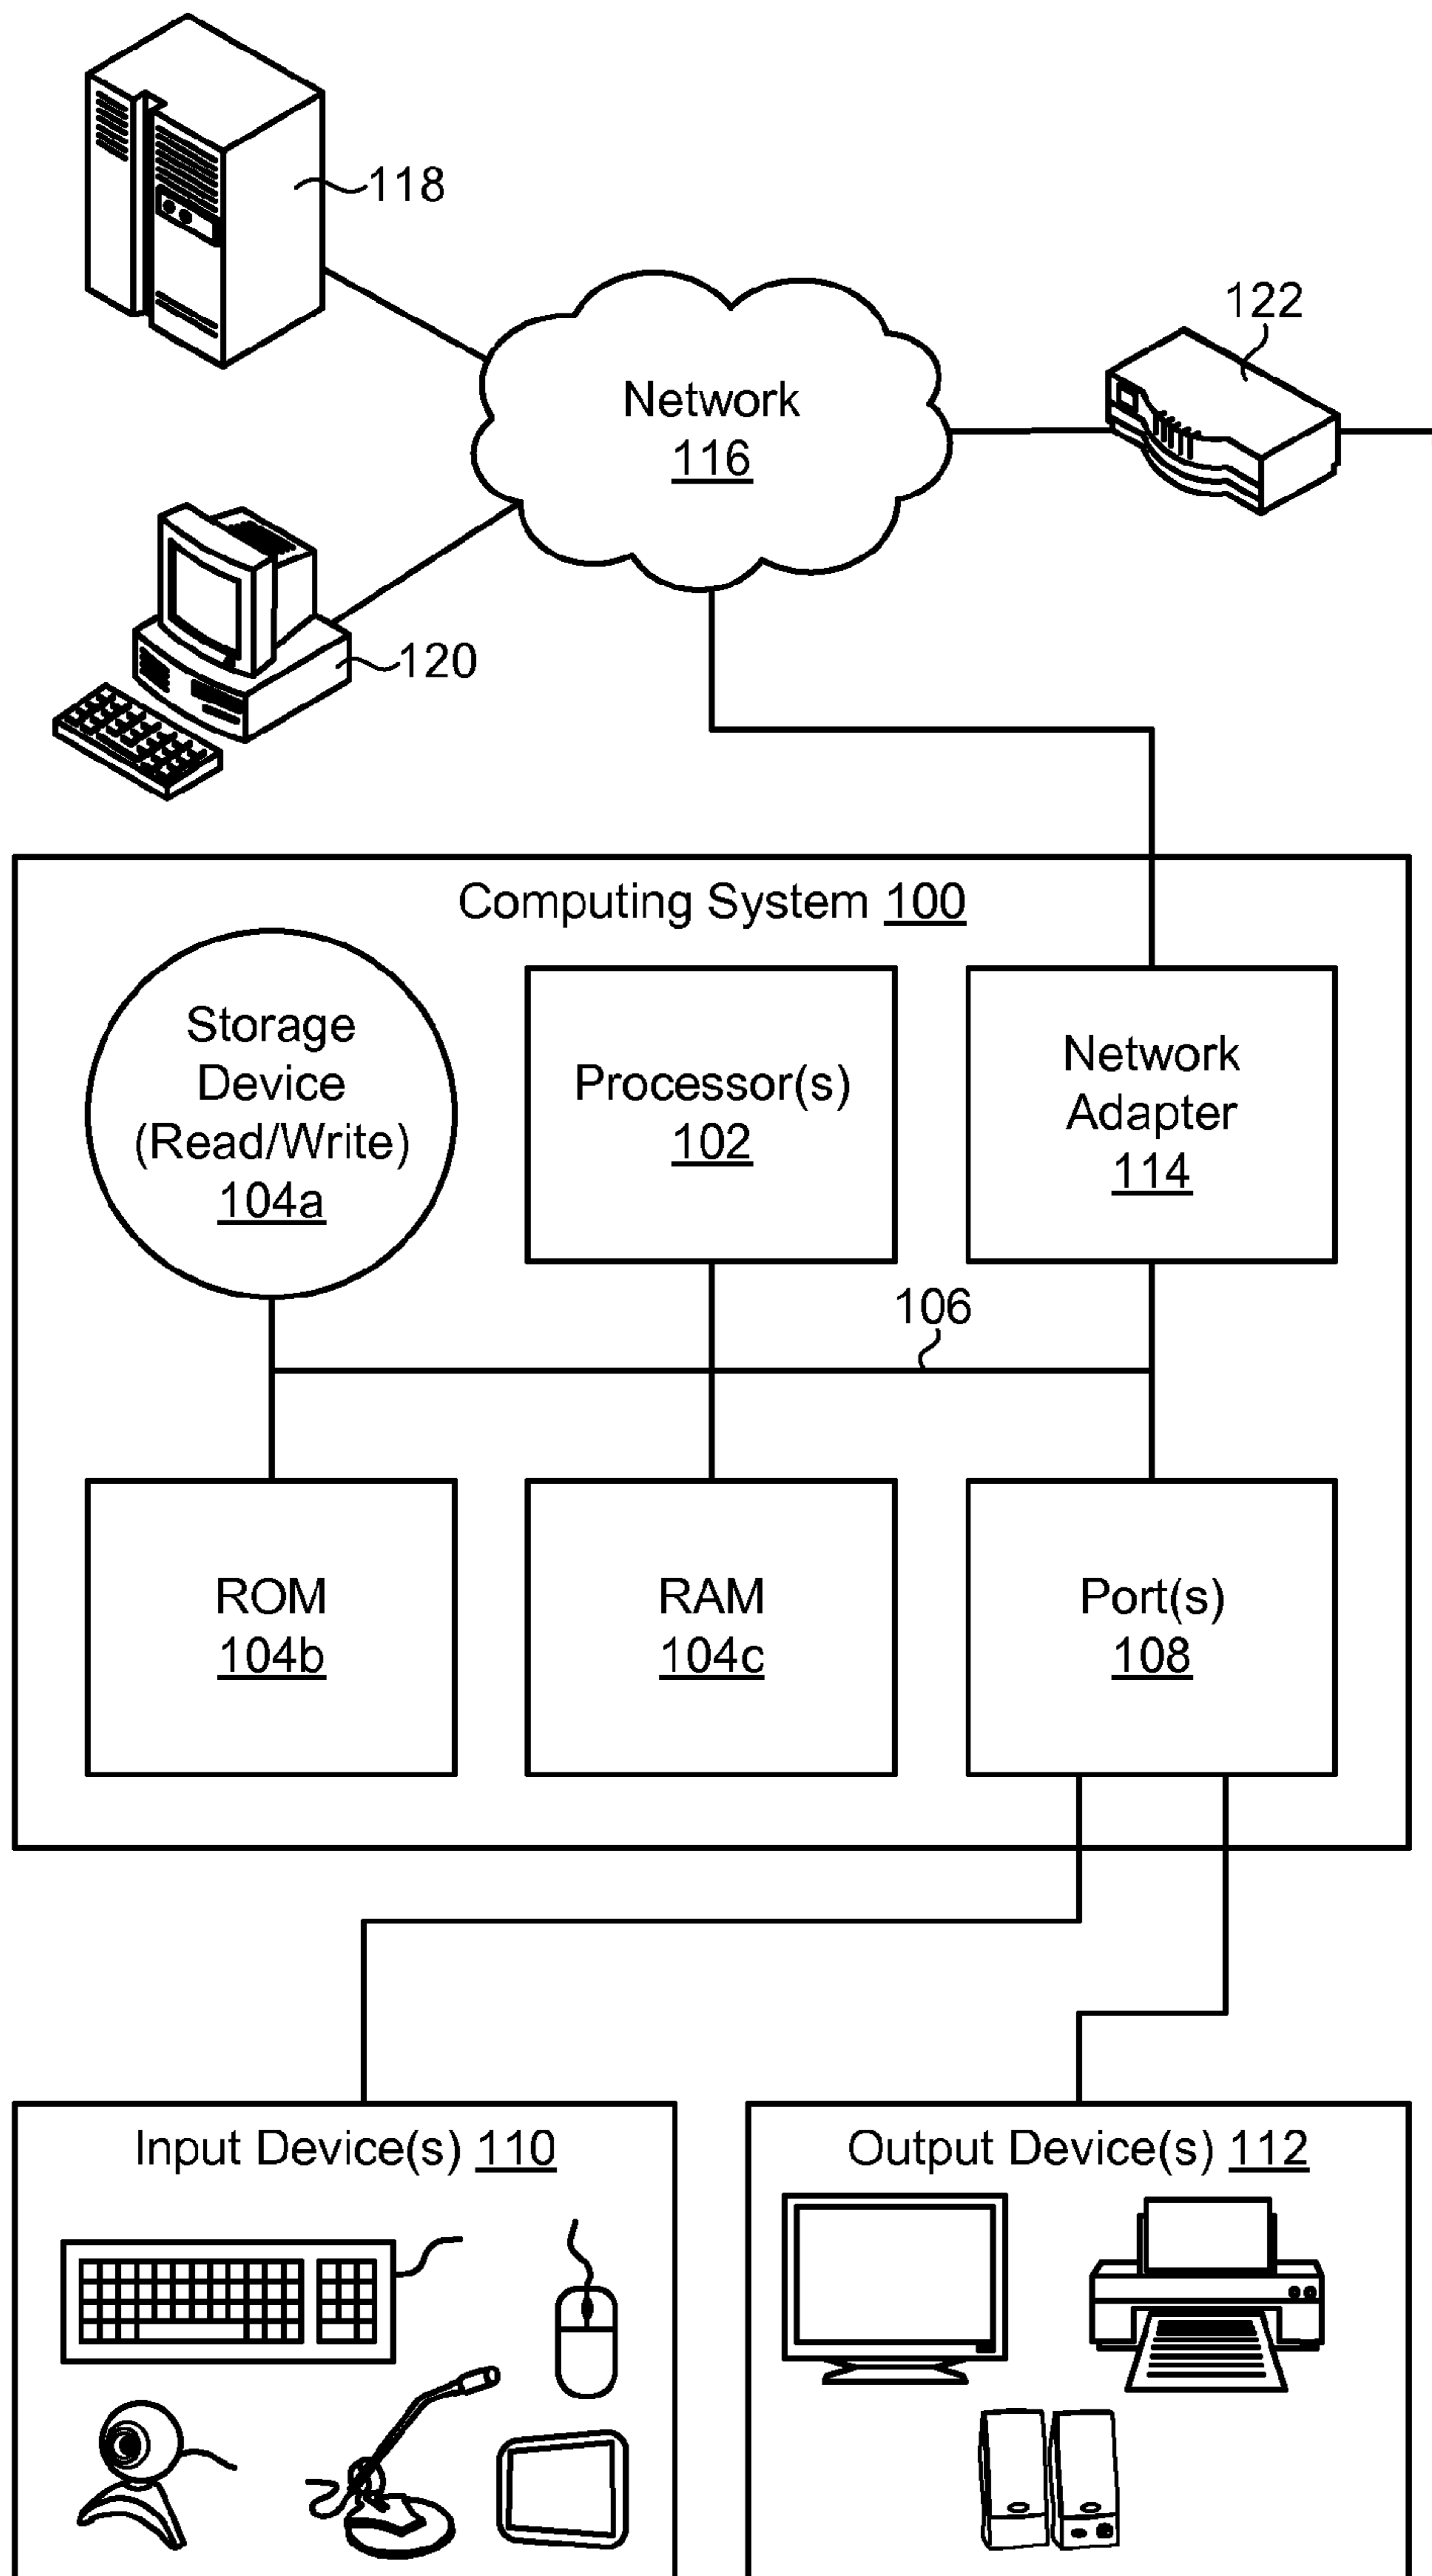 118
122
Network
116
120
Computing System 100
Storage
Device
(Read/Write)
104a
Processor(s)
102
Network
Adapter
114
106
ROM
104b
RAM
104c
Port(s)
108
Input Device(s) 110
Output Device(s) 112